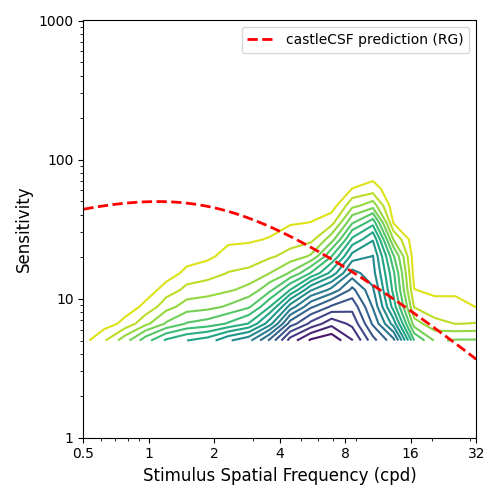 1000
castleCSF prediction (RG)
100
Sensitivity
10
1
0.5 1 2 4 8 16 32
Stimulus Spatial Frequency (cpd)